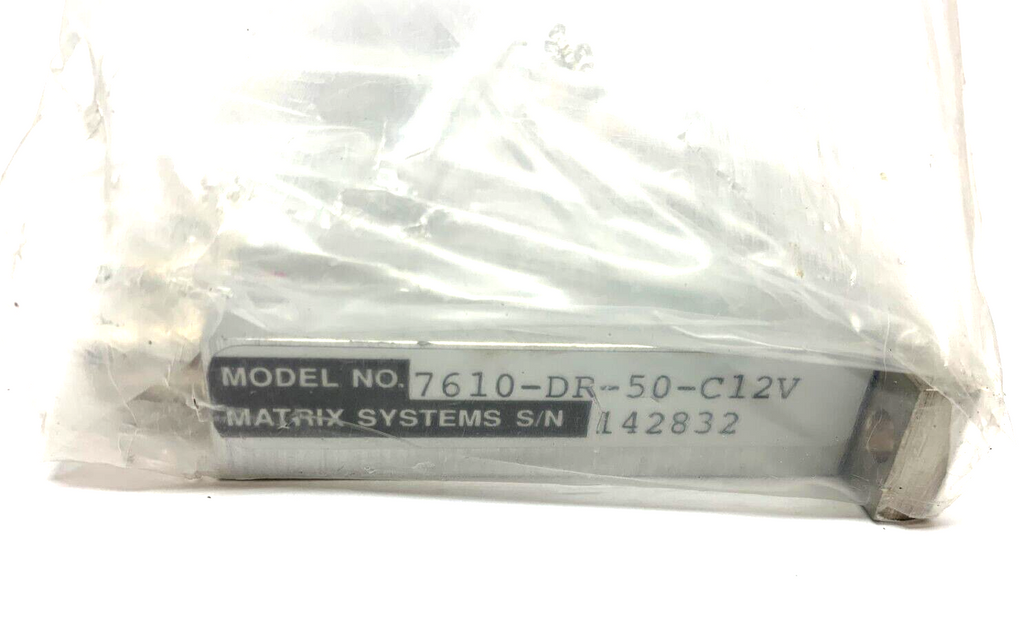 MODEL NO. 7610-DR-50-C12V
MATRIX SYSTEMS S/N 142832